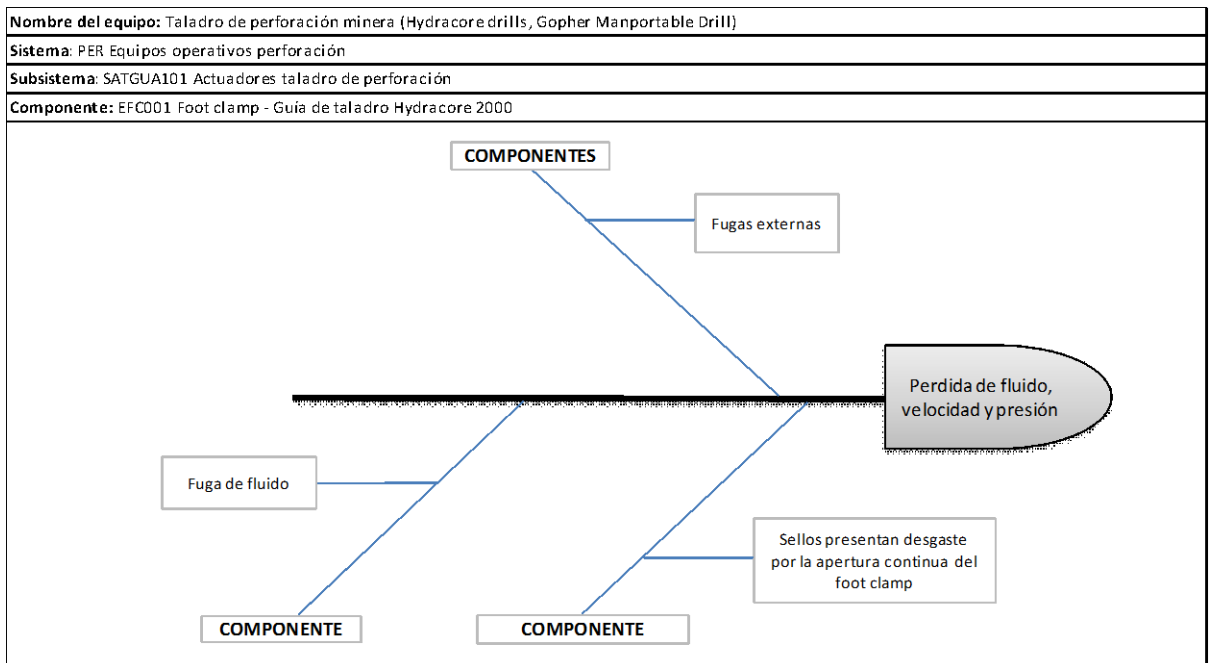 Nombre del equipo: Taladro de perforación minera (Hydracore drills, Gopher Manportable Drill)
Sistema: PER Equipos operativos perforación
Subsistema: SATGUA101 Actuadores taladro de perforación
Componente: EFC001 Foot clamp - Guía de taladro Hydracore 2000
COMPONENTES
Fugas externas
Perdida de fluido,
velocidad y presión
Fuga de fluido
Sellos presentan desgaste
por la apertura continua del
foot clamp
COMPONENTE
COMPONENTE